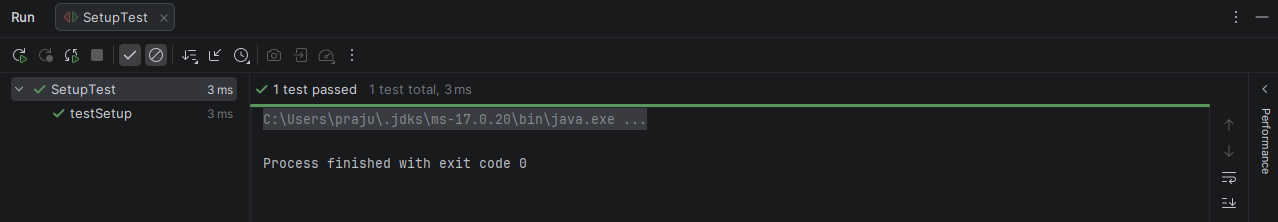 Run SetupTest
SetupTest 3 ms
testSetup 3 ms
1 test passed 1 test total, 3 ms
C:\Users\praju\.jdks\ms-17.0.20\bin\java.exe ...
Process finished with exit code 0
Performance